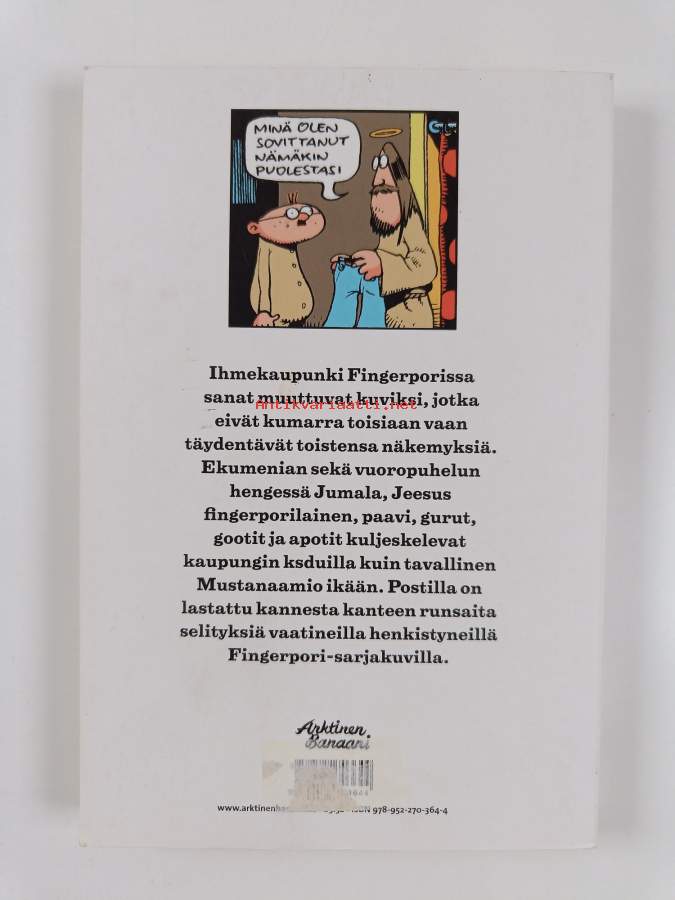 MINÄ OLEN
SOVITTANUT
NÄMÄKIN
PUOLESTASI
Ihmekaupunki Fingerporissa
sanat muuttuvat kuviksi, jotka
Antikvariaatti.net
eivät kumarra toisiaan vaan
täydentävät toistensa näkemyksiä.
Ekumenian sekä vuoropuhelun
hengessä Jumala, Jeesus
fingerporilainen, paavi, gurut,
gootit ja apotit kuljeskelevat
kaupungin ksduilla kuin tavallinen
Mustanaamio ikään. Postilla on
lastattu kannesta kanteen runsaita
selityksiä vaatineilla henkistyneillä
Fingerpori-sarjakuvilla.
Arktinen
Banaani
ISBN 978-952-270-364-4